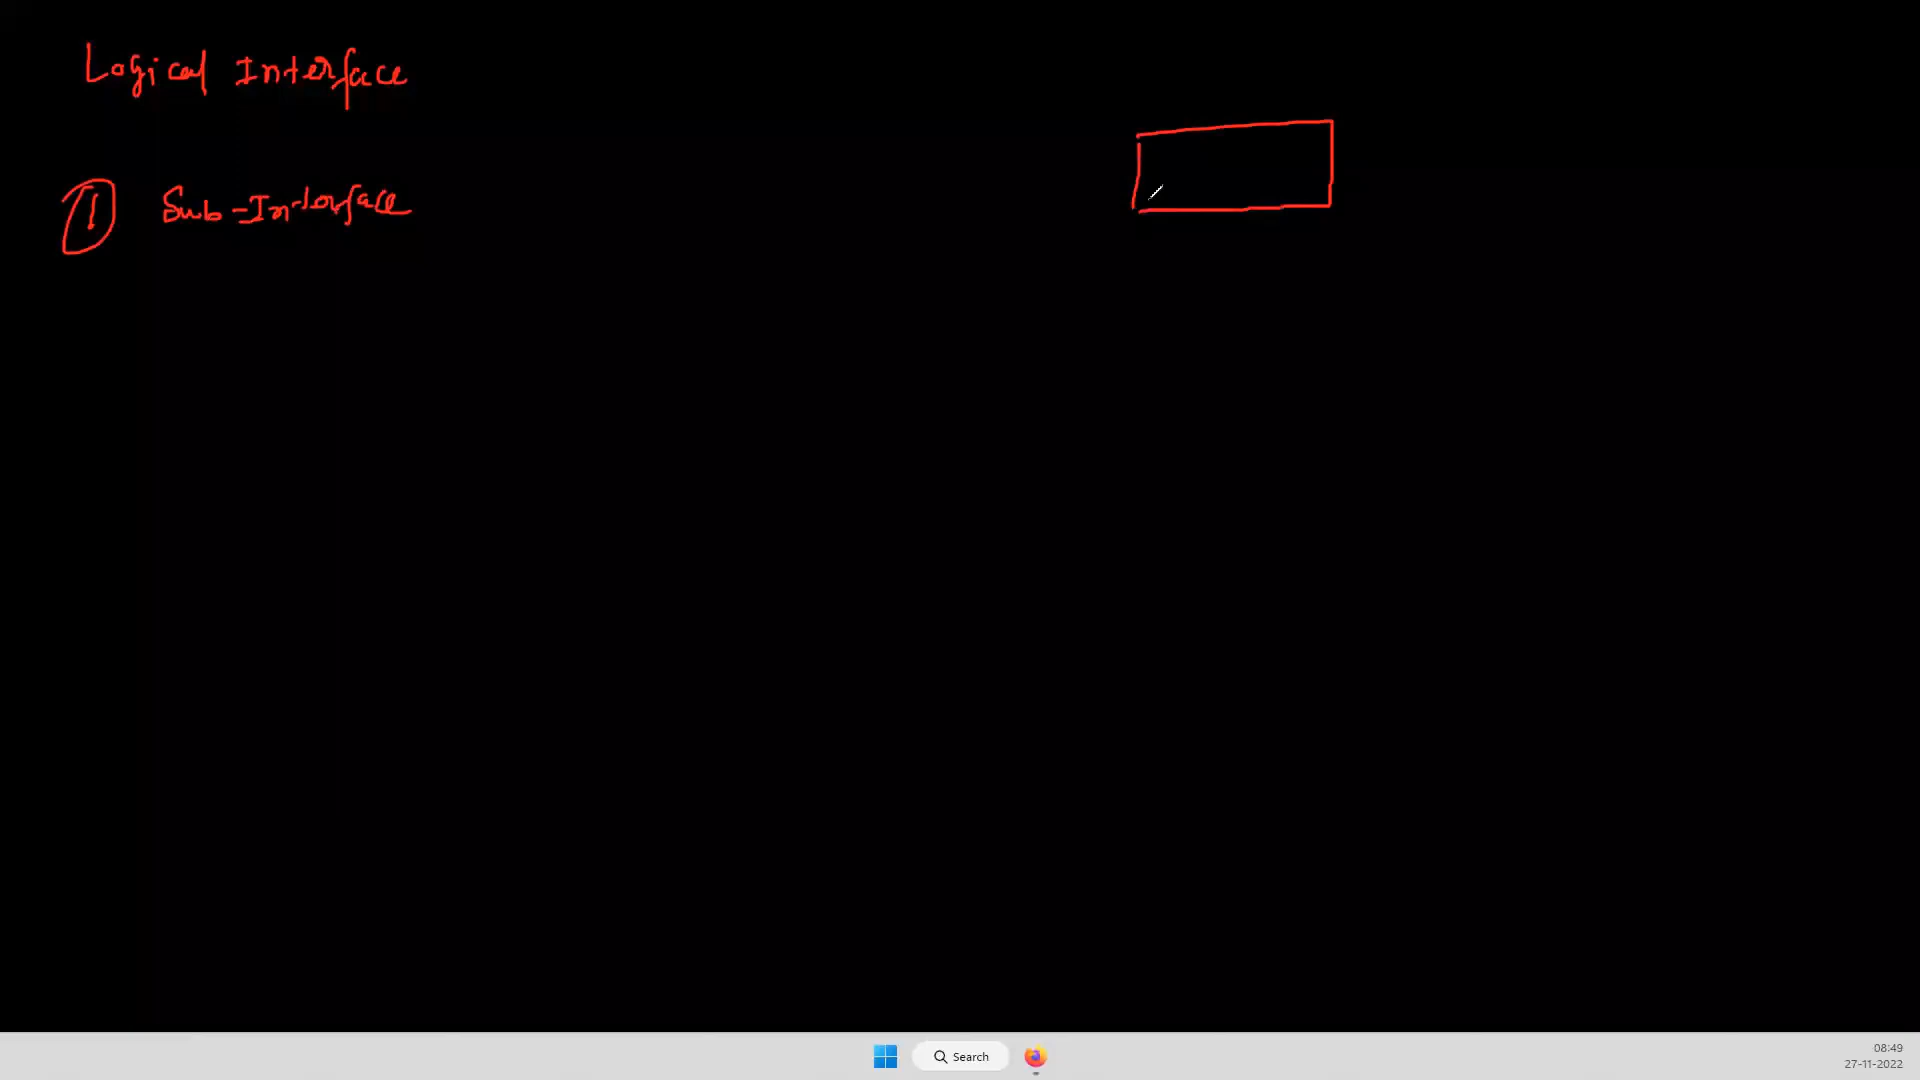 Logical Interface
1 Sub-Interface
Search
08:49
27-11-2022